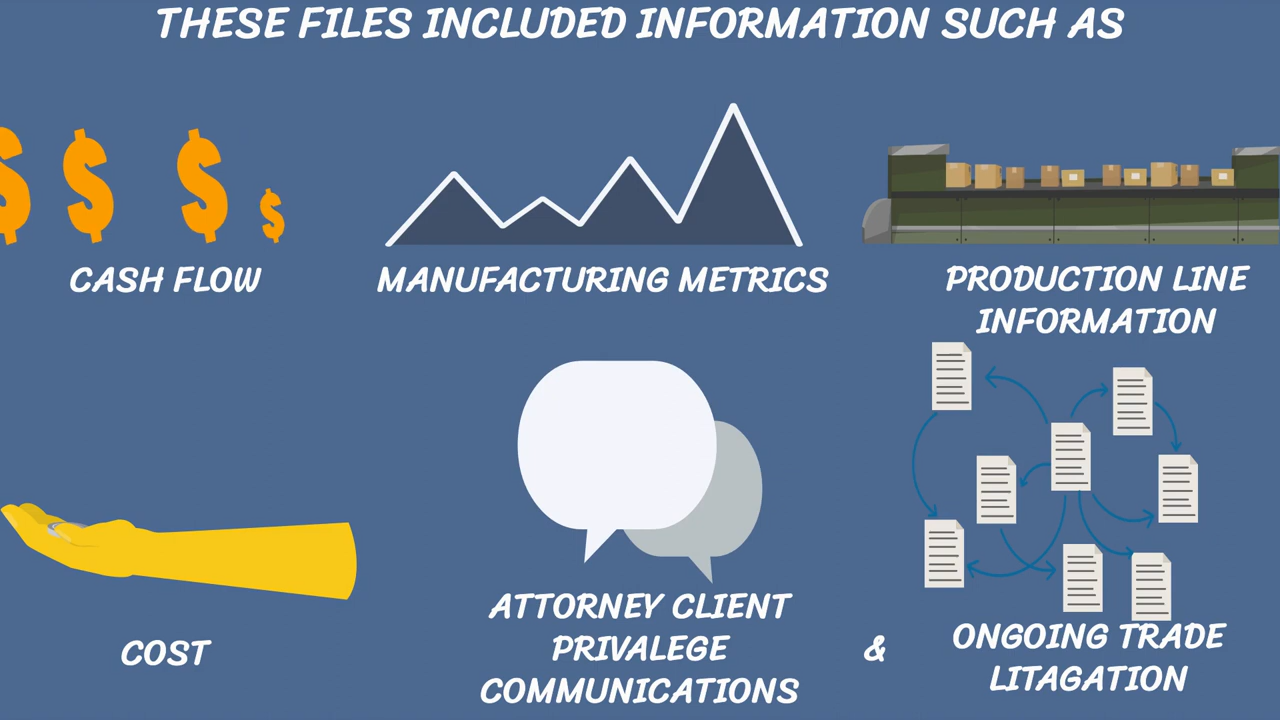 THESE FILES INCLUDED INFORMATION SUCH AS
CASH FLOW
MANUFACTURING METRICS
PRODUCTION LINE
INFORMATION
COST
ATTORNEY CLIENT
PRIVALEGE
COMMUNICATIONS
&
ONGOING TRADE
LITAGATION